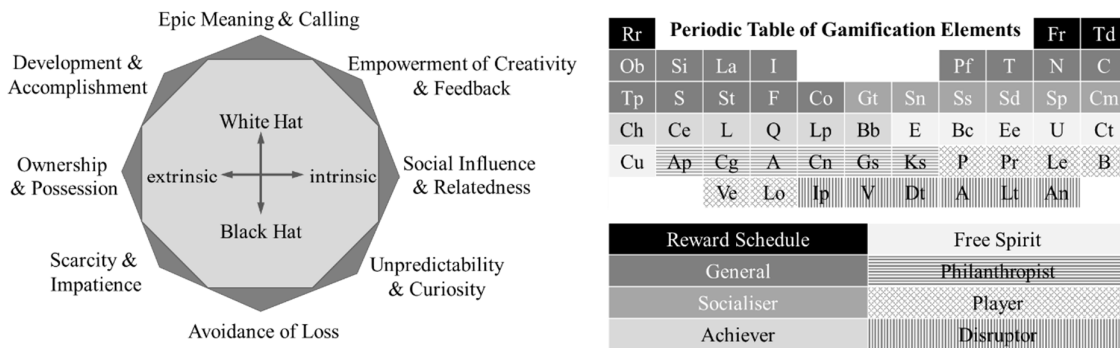 Epic Meaning & Calling
Development &
Accomplishment
Empowerment of Creativity
& Feedback
White Hat
Ownership
& Possession
extrinsic
intrinsic
Social Influence
& Relatedness
Black Hat
Scarcity &
Impatience
Unpredictability
& Curiosity
Avoidance of Loss
Rr Periodic Table of Gamification Elements Fr Td
Ob Si La I Pf T N C
Tp S St F Co Gt Sn Ss Sd Sp Cm
Ch Ce L Q Lp Bb E Bc Ee U Ct
Cu Ap Cg A Cn Gs Ks P Pr Le B
Ve Lo Ip V Dt A Lt An
Reward Schedule Free Spirit
General Philanthropist
Socialiser Player
Achiever Disruptor